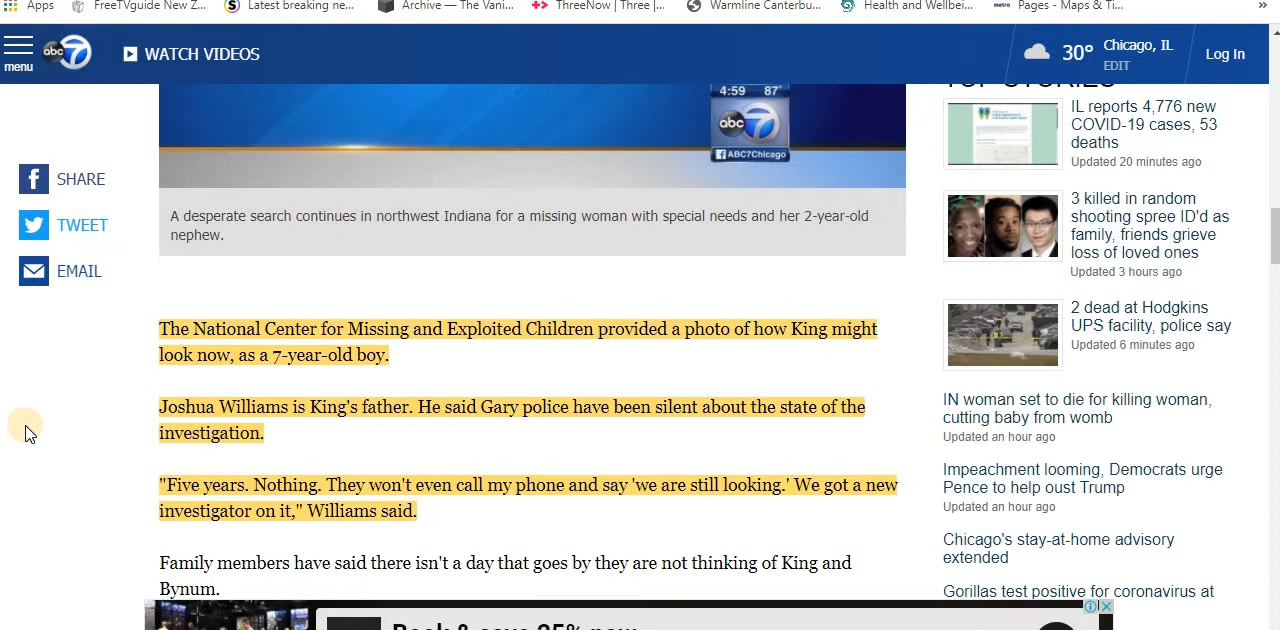 Apps FreeTVguide New Z... Latest breaking ne... Archive — The Vani... ThreeNow | Three |... Warmline Canterbu... Health and Wellbei... metro Pages - Maps & Ti... »
menu abc 7 WATCH VIDEOS 30° Chicago, IL EDIT Log In
4:59 87°
abc 7
ABC7Chicago
A desperate search continues in northwest Indiana for a missing woman with special needs and her 2-year-old
nephew.
SHARE
TWEET
EMAIL
The National Center for Missing and Exploited Children provided a photo of how King might
look now, as a 7-year-old boy.
Joshua Williams is King's father. He said Gary police have been silent about the state of the
investigation.
"Five years. Nothing. They won't even call my phone and say 'we are still looking.' We got a new
investigator on it," Williams said.
Family members have said there isn't a day that goes by they are not thinking of King and
Bynum.
TOP STORIES
IL reports 4,776 new
COVID-19 cases, 53
deaths
Updated 20 minutes ago
3 killed in random
shooting spree ID'd as
family, friends grieve
loss of loved ones
Updated 3 hours ago
2 dead at Hodgkins
UPS facility, police say
Updated 6 minutes ago
IN woman set to die for killing woman,
cutting baby from womb
Updated an hour ago
Impeachment looming, Democrats urge
Pence to help oust Trump
Updated an hour ago
Chicago's stay-at-home advisory
extended
Gorillas test positive for coronavirus at
Book & save 25% now